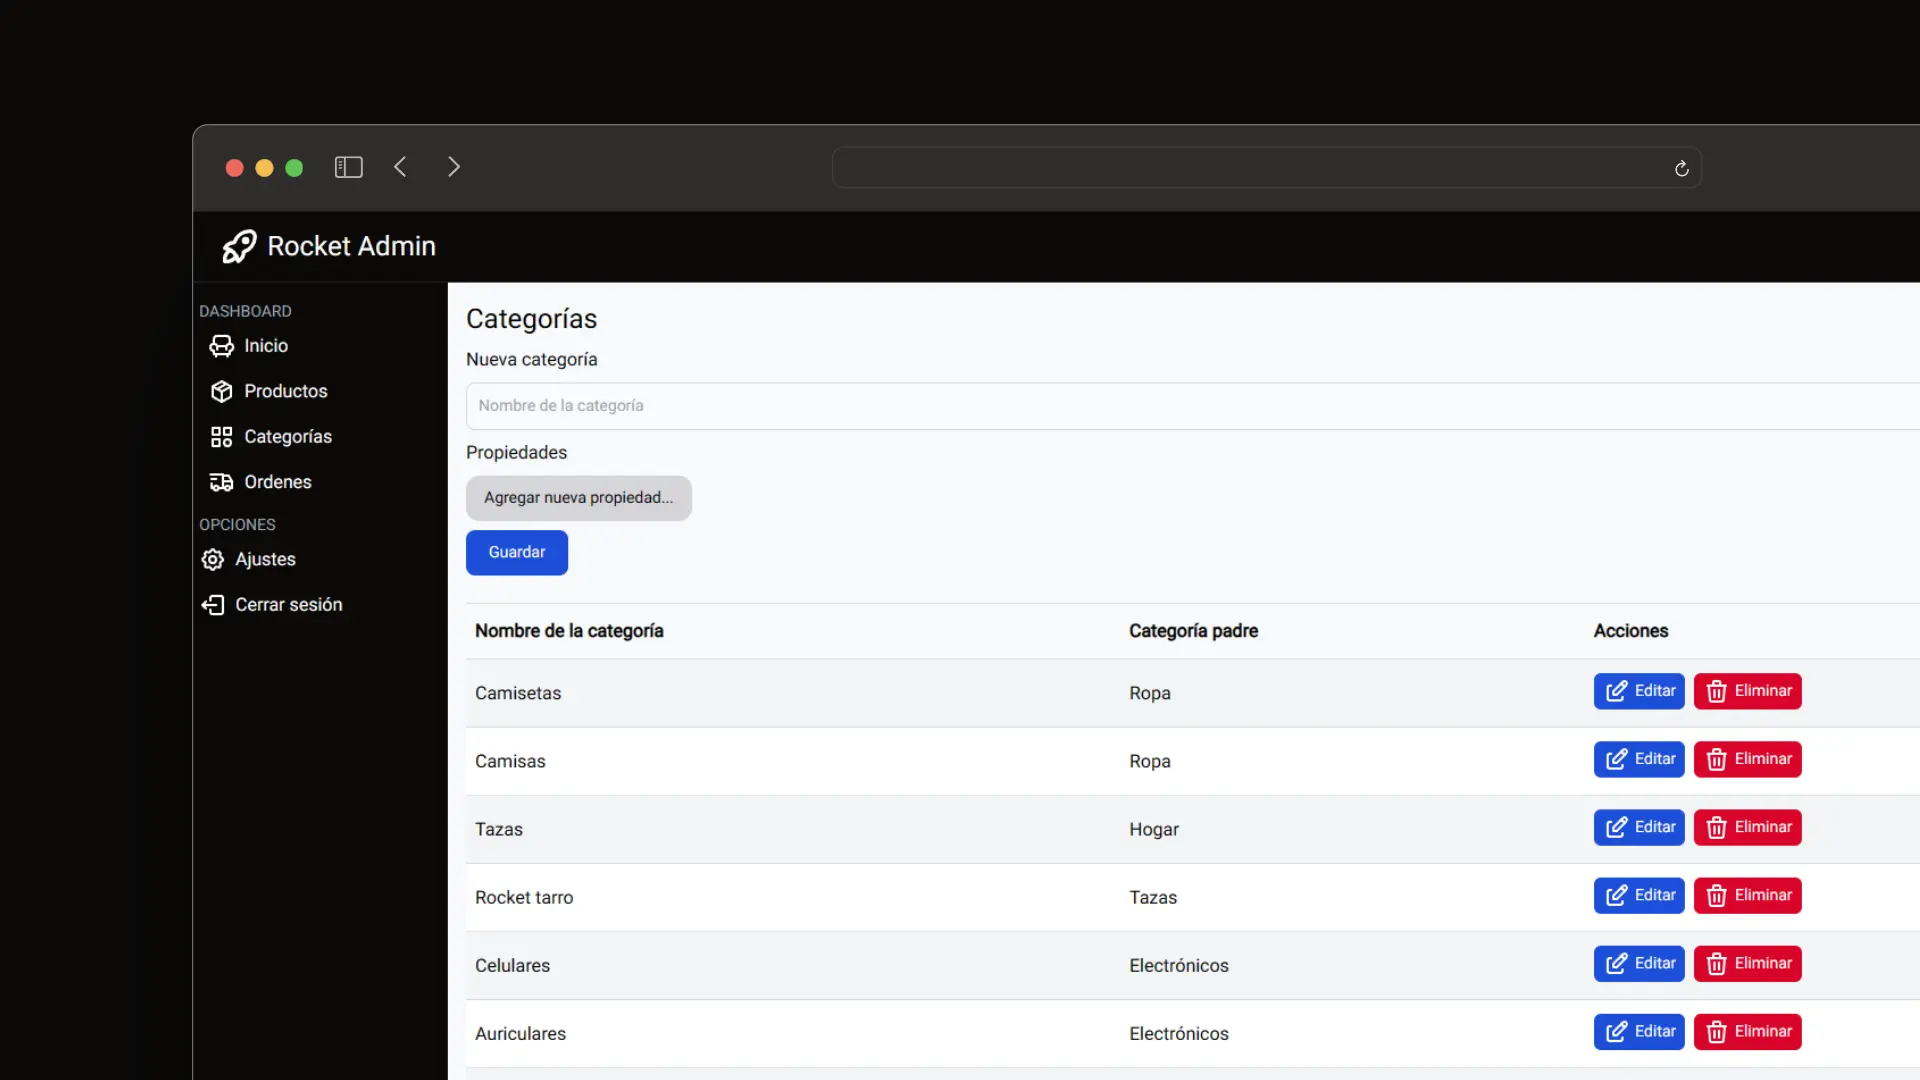 Rocket Admin
DASHBOARD
Inicio
Productos
Categorías
Ordenes
OPCIONES
Ajustes
Cerrar sesión
Categorías
Nueva categoría
Nombre de la categoría
Propiedades
Agregar nueva propiedad...
Guardar
Nombre de la categoría Categoría padre Acciones
Camisetas Ropa Editar Eliminar
Camisas Ropa Editar Eliminar
Tazas Hogar Editar Eliminar
Rocket tarro Tazas Editar Eliminar
Celulares Electrónicos Editar Eliminar
Auriculares Electrónicos Editar Eliminar